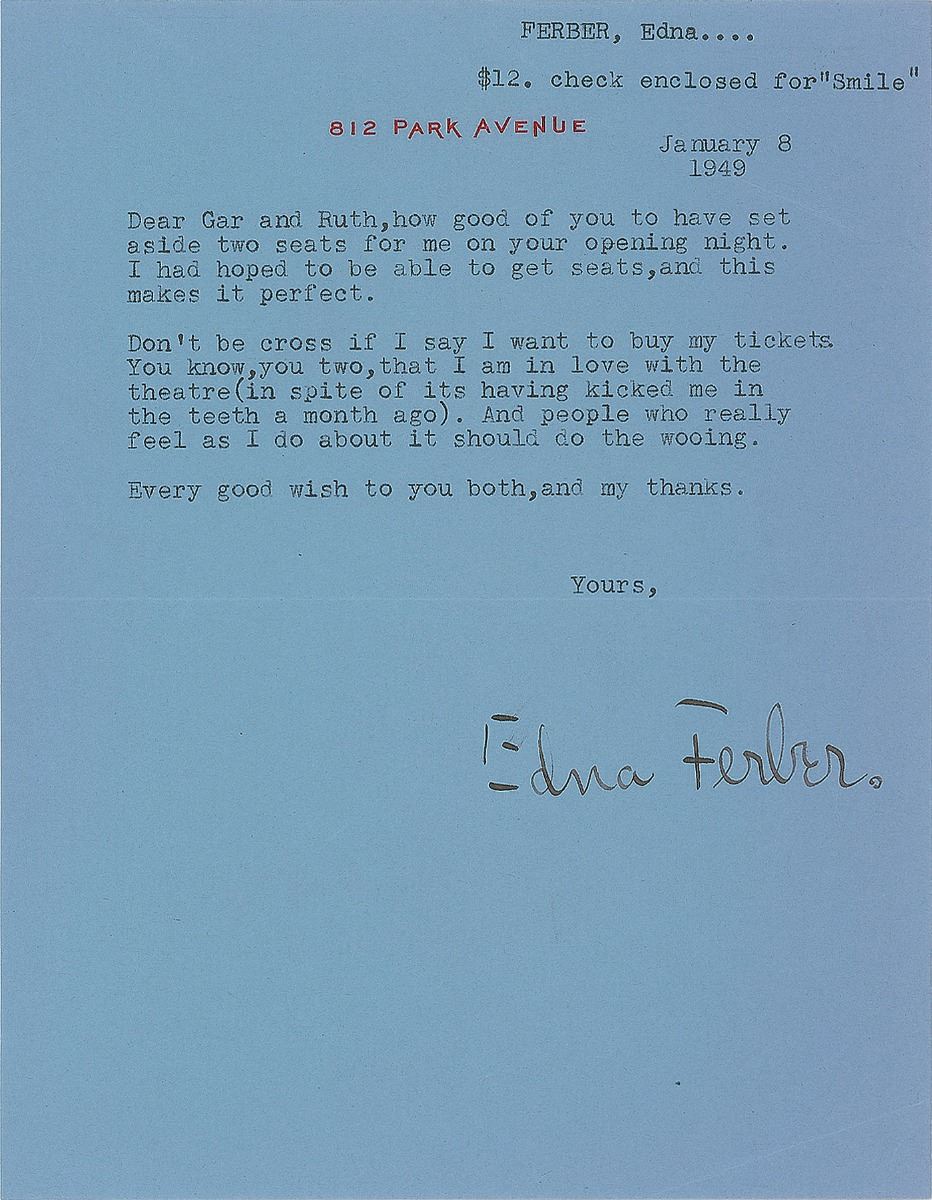 FERBER, Edna....
$12. check enclosed for"Smile"
812 PARK AVENUE
January 8
1949
Dear Gar and Ruth,how good of you to have set
aside two seats for me on your opening night.
I had hoped to be able to get seats,and this
makes it perfect.
Don't be cross if I say I want to buy my tickets.
You know,you two,that I am in love with the
theatre(in spite of its having kicked me in
the teeth a month ago). And people who really
feel as I do about it should do the wooing.
Every good wish to you both,and my thanks.
Yours,
Edna Ferber.